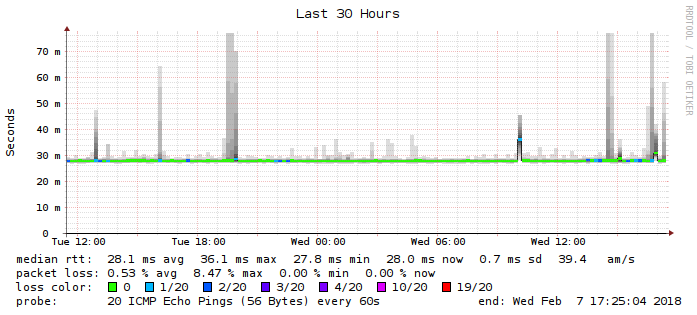 Last 30 Hours
RRDTOOL / TOBI OETIKER
Seconds
70 m
60 m
50 m
40 m
30 m
20 m
10 m
0
Tue 12:00 Tue 18:00 Wed 00:00 Wed 06:00 Wed 12:00
median rtt: 28.1 ms avg 36.1 ms max 27.8 ms min 28.0 ms now 0.7 ms sd 39.4 am/s
packet loss: 0.53 % avg 8.47 % max 0.00 % min 0.00 % now
loss color: 0 1/20 2/20 3/20 4/20 10/20 19/20
probe: 20 ICMP Echo Pings (56 Bytes) every 60s end: Wed Feb 7 17:25:04 2018